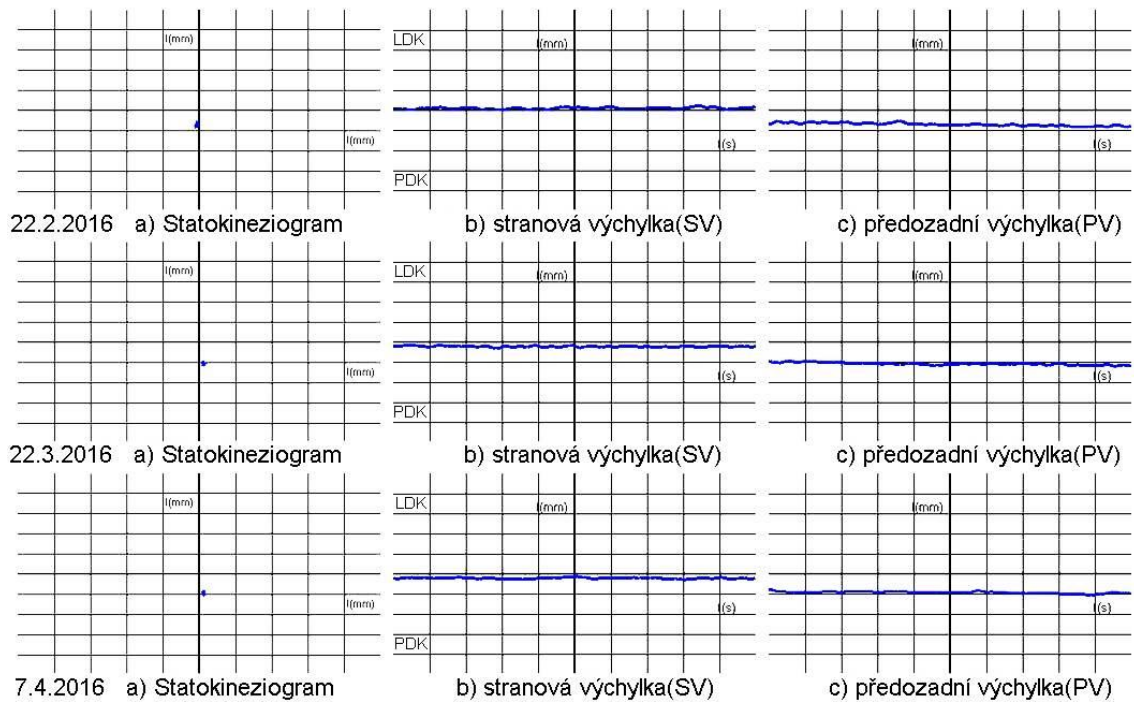 l(mm)
l(mm)
LDK
l(mm)
l(s)
PDK
l(mm)
l(s)
22.2.2016 a) Statokineziogram b) stranová výchylka(SV) c) předozadní výchylka(PV)
l(mm)
l(mm)
LDK
l(mm)
l(s)
PDK
l(mm)
l(s)
22.3.2016 a) Statokineziogram b) stranová výchylka(SV) c) předozadní výchylka(PV)
l(mm)
l(mm)
LDK
l(mm)
l(s)
PDK
l(mm)
l(s)
7.4.2016 a) Statokineziogram b) stranová výchylka(SV) c) předozadní výchylka(PV)